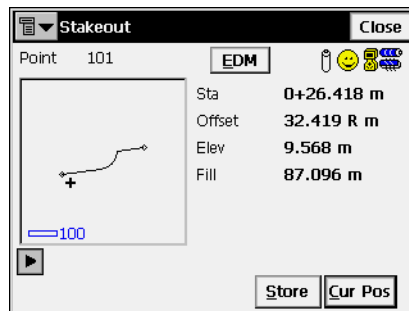 Stakeout Close
Point 101 EDM
Sta 0+26.418 m
Offset 32.419 R m
Elev 9.568 m
Fill 87.096 m
100
Store Cur Pos